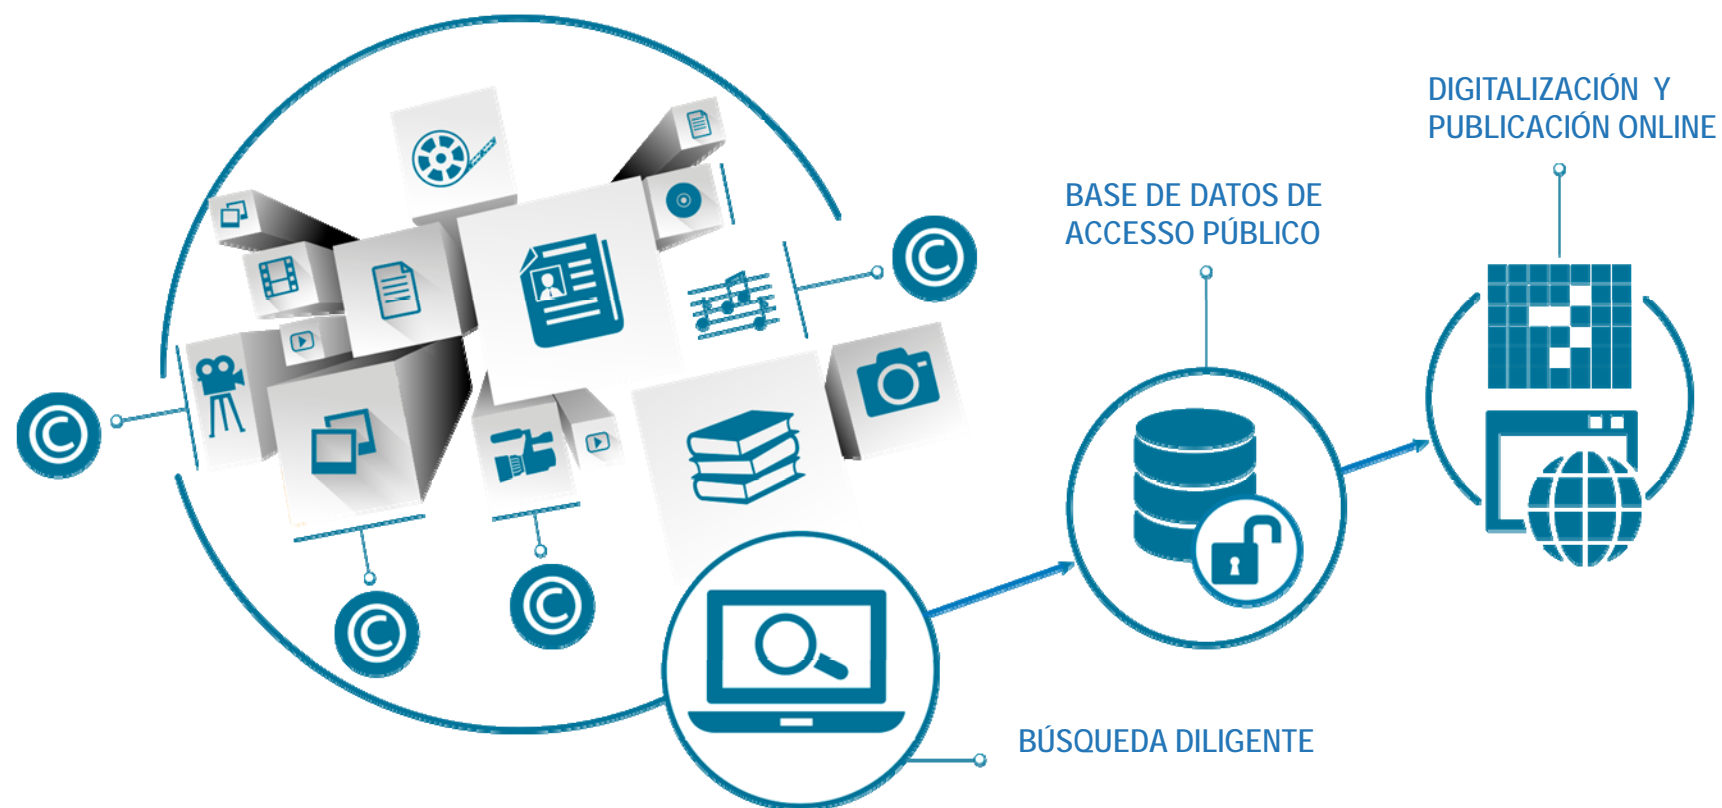 DIGITALIZACIÓN Y
PUBLICACIÓN ONLINE
BASE DE DATOS DE
ACCESSO PÚBLICO
©
©
©
©
BÚSQUEDA DILIGENTE